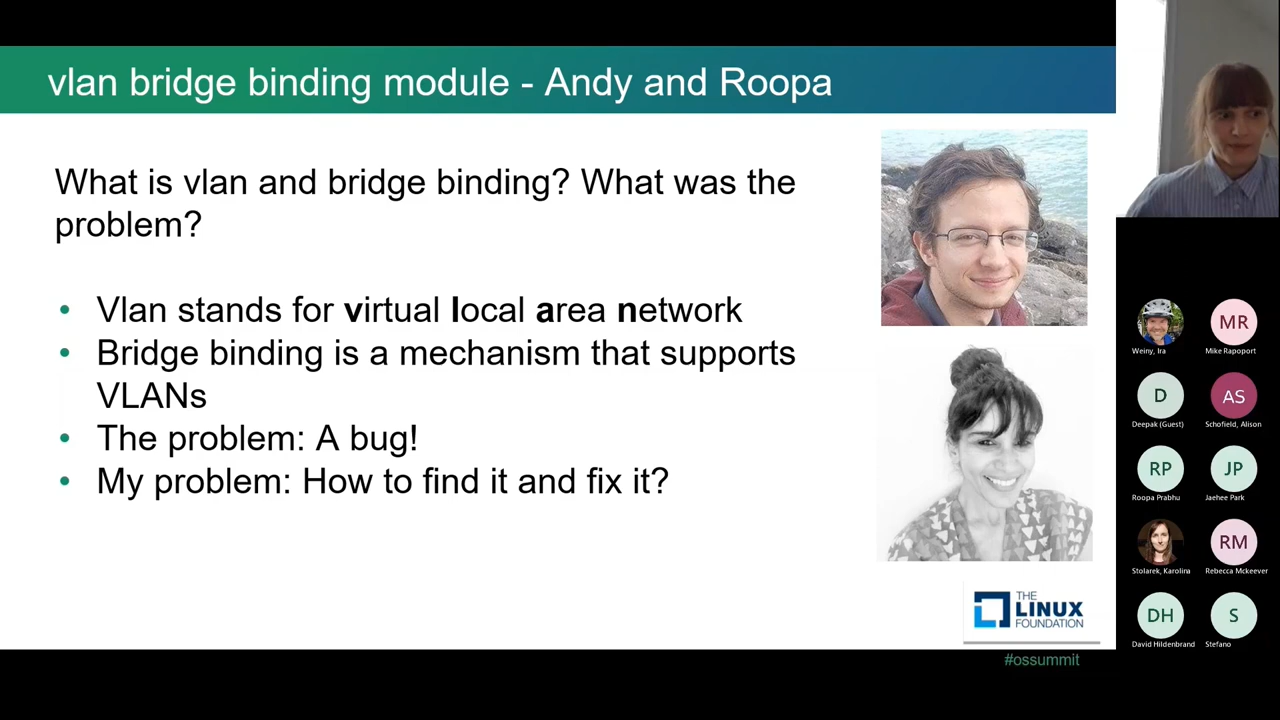 vlan bridge binding module - Andy and Roopa
What is vlan and bridge binding? What was the
problem?
• Vlan stands for virtual local area network
• Bridge binding is a mechanism that supports
VLANs
• The problem: A bug!
• My problem: How to find it and fix it?
THE
LINUX
FOUNDATION
#ossummit
Weiny, Ira
MR
Mike Rapoport
D
Deepak (Guest)
AS
Schofield, Alison
RP
Roopa Prabhu
JP
Jaehee Park
Stolarek, Karolina
RM
Rebecca Mckeever
DH
David Hildenbrand
S
Stefano